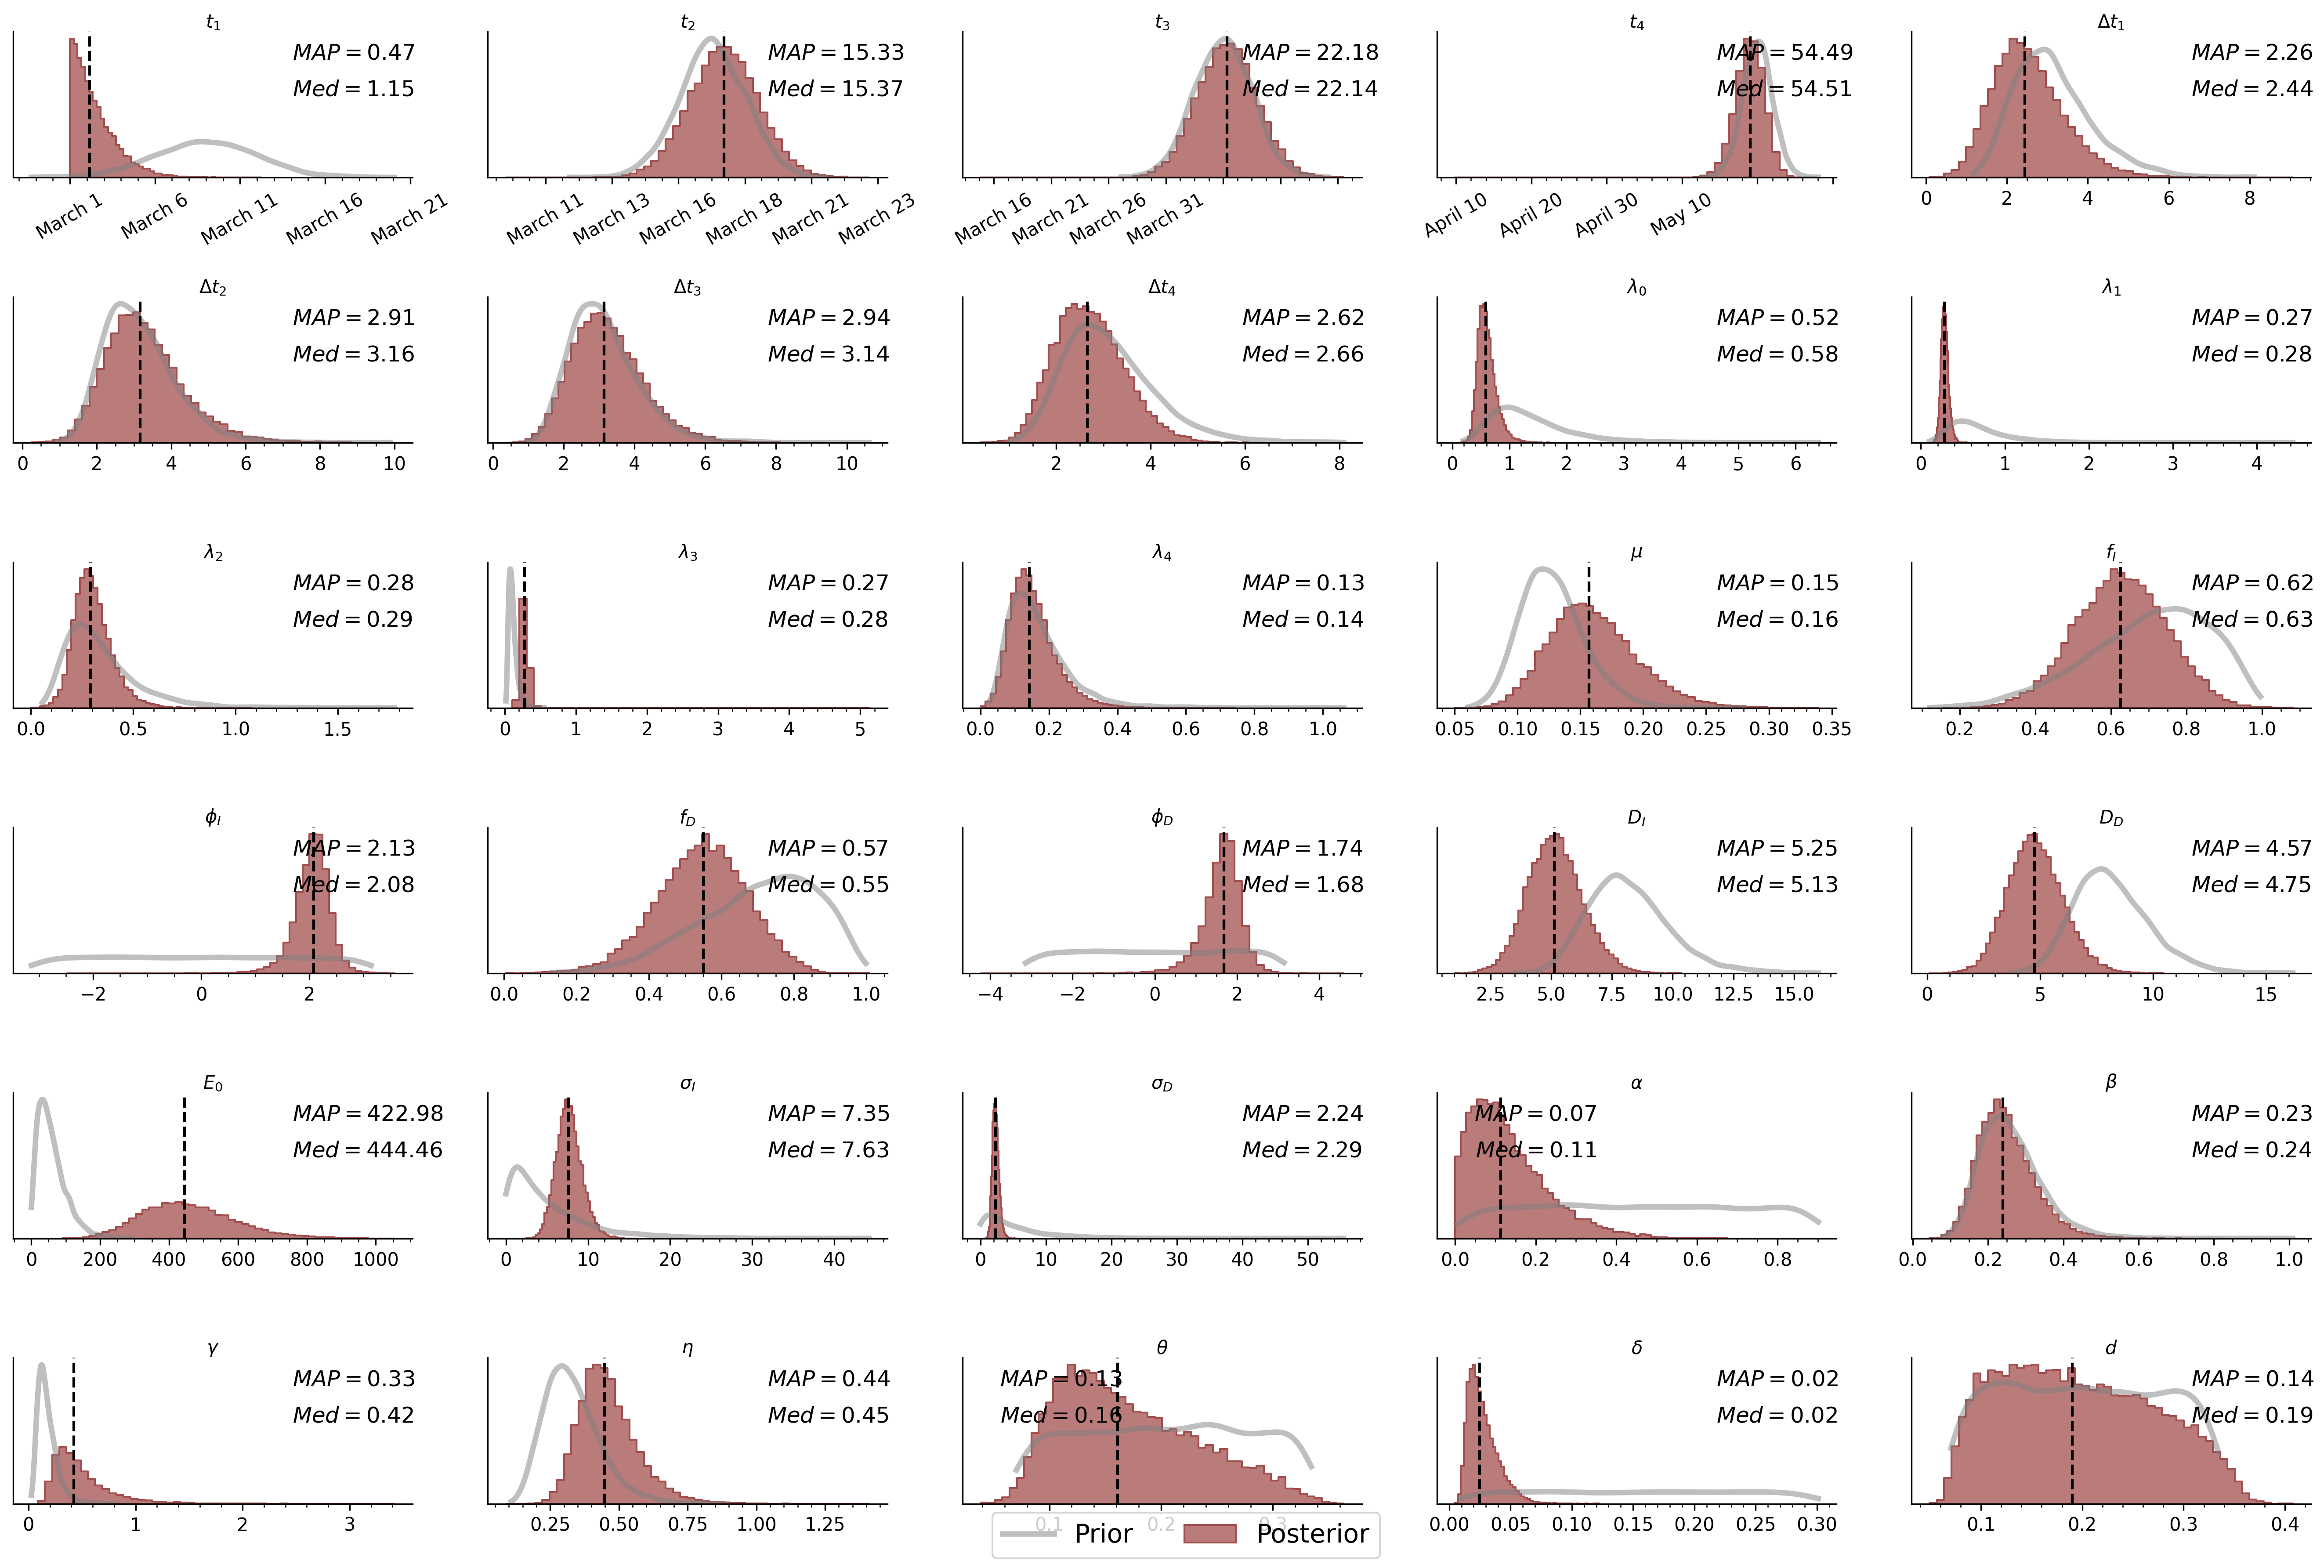 t₁ t₂ t₃ t₄ Δt₁
MAP = 0.47 MAP = 15.33 MAP = 22.18 MAP = 54.49 MAP = 2.26
Med = 1.15 Med = 15.37 Med = 22.14 Med = 54.51 Med = 2.44
March 1 March 6 March 11 March 16 March 21 March 11 March 13 March 16 March 18 March 21 March 23 March 16 March 21 March 26 March 31 April 10 April 20 April 30 May 10 0 2 4 6 8
Δt₂ Δt₃ Δt₄ λ₀ λ₁
MAP = 2.91 MAP = 2.94 MAP = 2.62 MAP = 0.52 MAP = 0.27
Med = 3.16 Med = 3.14 Med = 2.66 Med = 0.58 Med = 0.28
0 2 4 6 8 10 0 2 4 6 8 10 2 4 6 8 0 1 2 3 4 5 6 0 1 2 3 4
λ₂ λ₃ λ₄ μ f_I
MAP = 0.28 MAP = 0.27 MAP = 0.13 MAP = 0.15 MAP = 0.62
Med = 0.29 Med = 0.28 Med = 0.14 Med = 0.16 Med = 0.63
0.0 0.5 1.0 1.5 0 1 2 3 4 5 0.0 0.2 0.4 0.6 0.8 1.0 0.05 0.10 0.15 0.20 0.25 0.30 0.35 0.2 0.4 0.6 0.8 1.0
ϕ_I f_D ϕ_D D_I D_D
MAP = 2.13 MAP = 0.57 MAP = 1.74 MAP = 5.25 MAP = 4.57
Med = 2.08 Med = 0.55 Med = 1.68 Med = 5.13 Med = 4.75
−2 0 2 0.0 0.2 0.4 0.6 0.8 1.0 −4 −2 0 2 4 2.5 5.0 7.5 10.0 12.5 15.0 0 5 10 15
E₀ σ_I σ_D α β
MAP = 422.98 MAP = 7.35 MAP = 2.24 MAP = 0.07 MAP = 0.23
Med = 444.46 Med = 7.63 Med = 2.29 Med = 0.11 Med = 0.24
0 200 400 600 800 1000 0 10 20 30 40 0 10 20 30 40 50 0.0 0.2 0.4 0.6 0.8 0.0 0.2 0.4 0.6 0.8 1.0
γ η θ δ d
MAP = 0.33 MAP = 0.44 MAP = 0.13 MAP = 0.02 MAP = 0.14
Med = 0.42 Med = 0.45 Med = 0.16 Med = 0.02 Med = 0.19
0 1 2 3 0.25 0.50 0.75 1.00 1.25 0.1 0.2 0.3 0.00 0.05 0.10 0.15 0.20 0.25 0.30 0.1 0.2 0.3 0.4
Prior Posterior